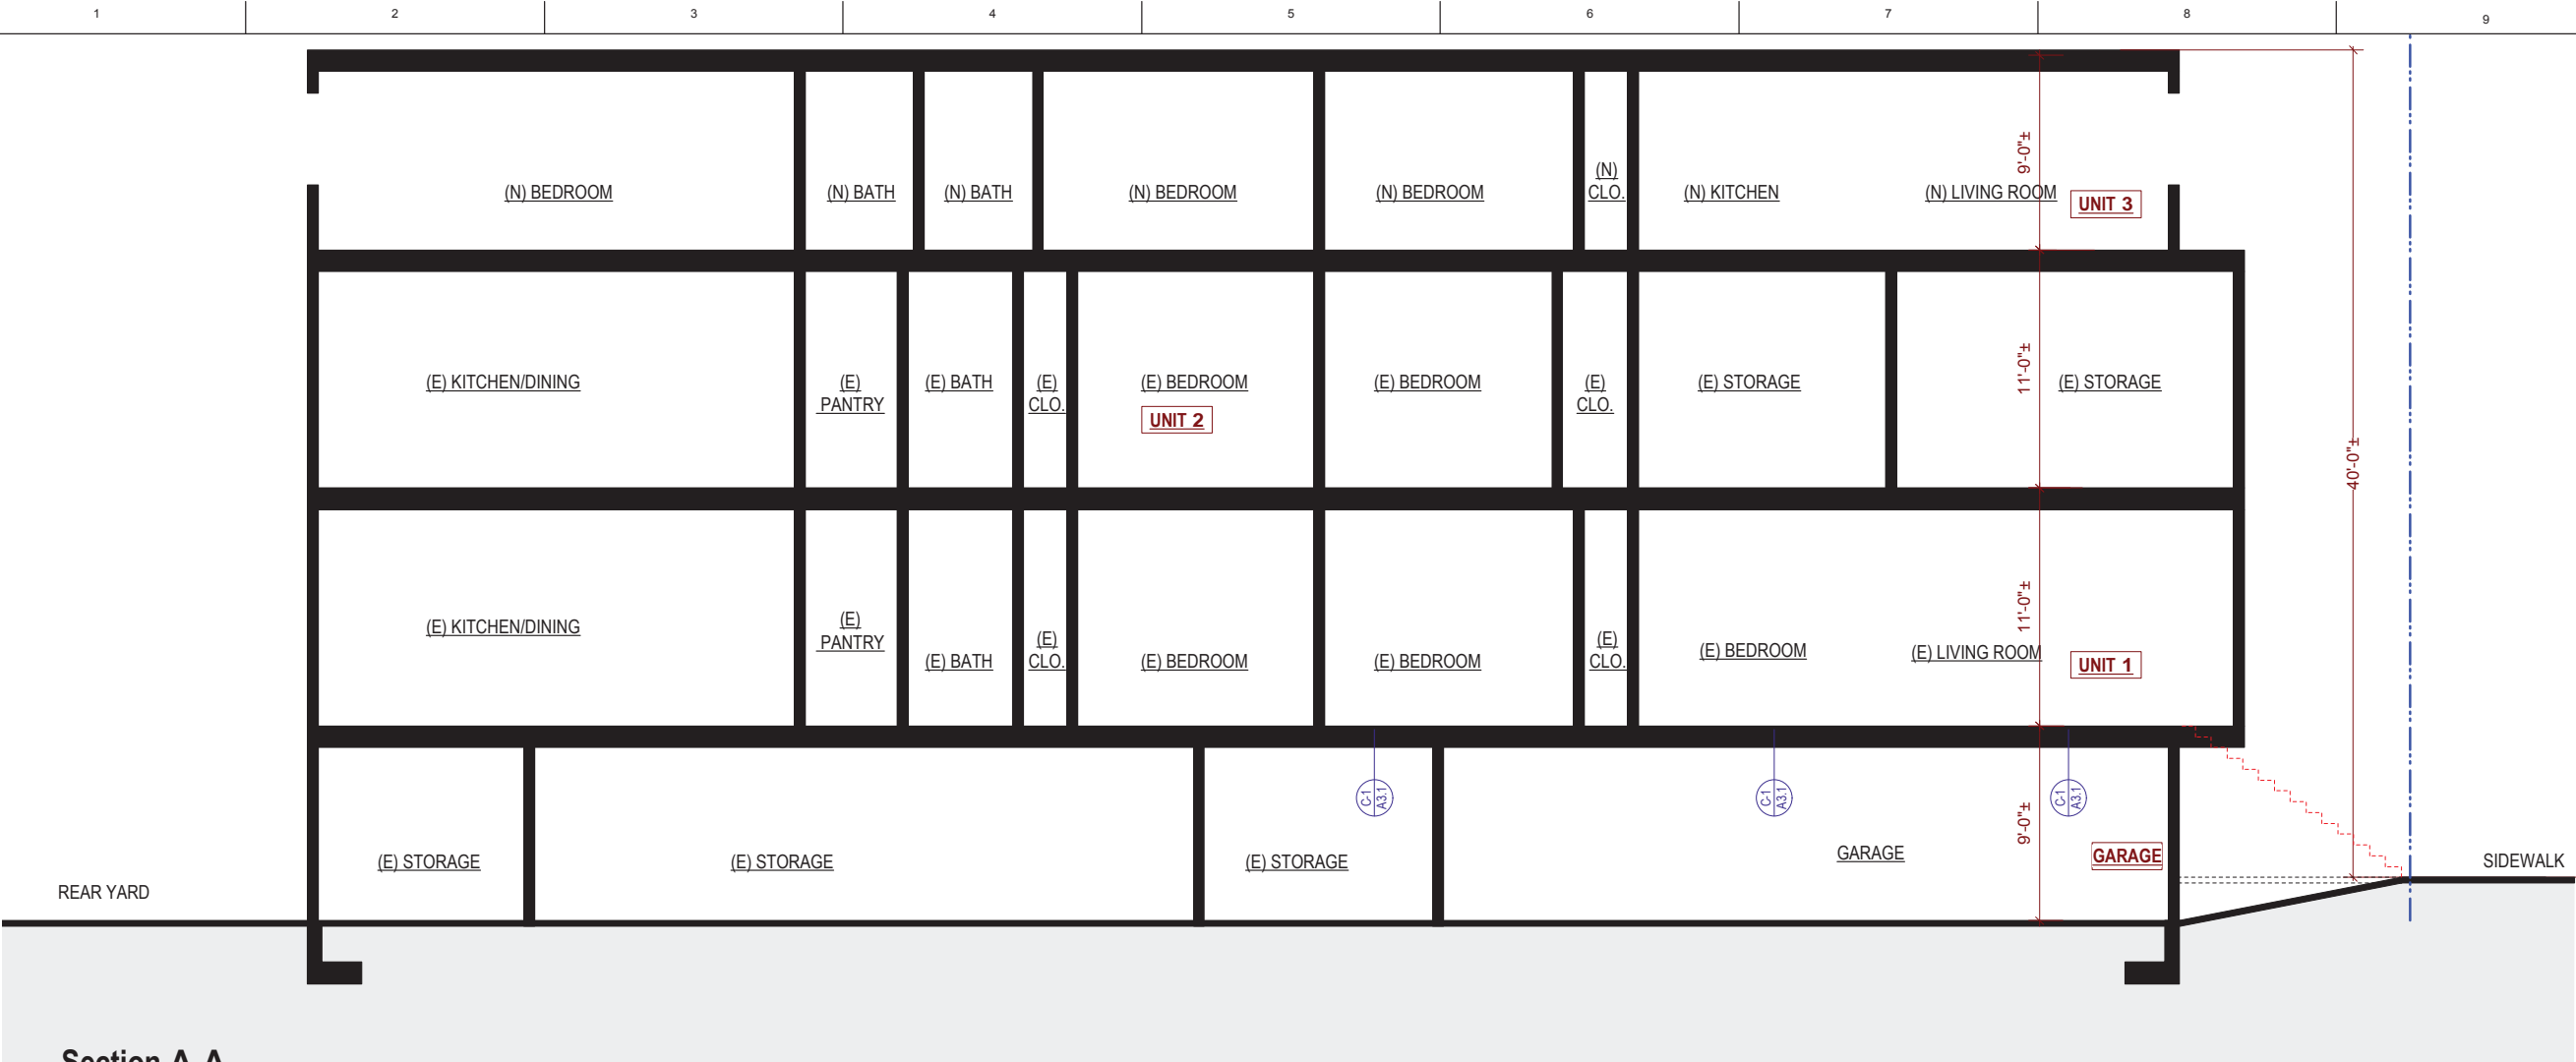 1 2 3 4 5 6 7 8 9
(N) BEDROOM
(N) BATH
(N) BATH
(N) BEDROOM
(N) BEDROOM
(N)
CLO.
(N) KITCHEN
(N) LIVING ROOM
UNIT 3
9'-0"±
(E) KITCHEN/DINING
(E)
PANTRY
(E) BATH
(E)
CLO.
(E) BEDROOM
UNIT 2
(E) BEDROOM
(E)
CLO.
(E) STORAGE
11'-0"±
(E) STORAGE
40'-0"±
(E) KITCHEN/DINING
(E)
PANTRY
(E) BATH
(E)
CLO.
(E) BEDROOM
(E) BEDROOM
(E)
CLO.
(E) BEDROOM
(E) LIVING ROOM
11'-0"±
UNIT 1
C-1
A3.1
C-1
A3.1
C-1
A3.1
REAR YARD
(E) STORAGE
(E) STORAGE
(E) STORAGE
GARAGE
9'-0"±
GARAGE
SIDEWALK
Section A-A